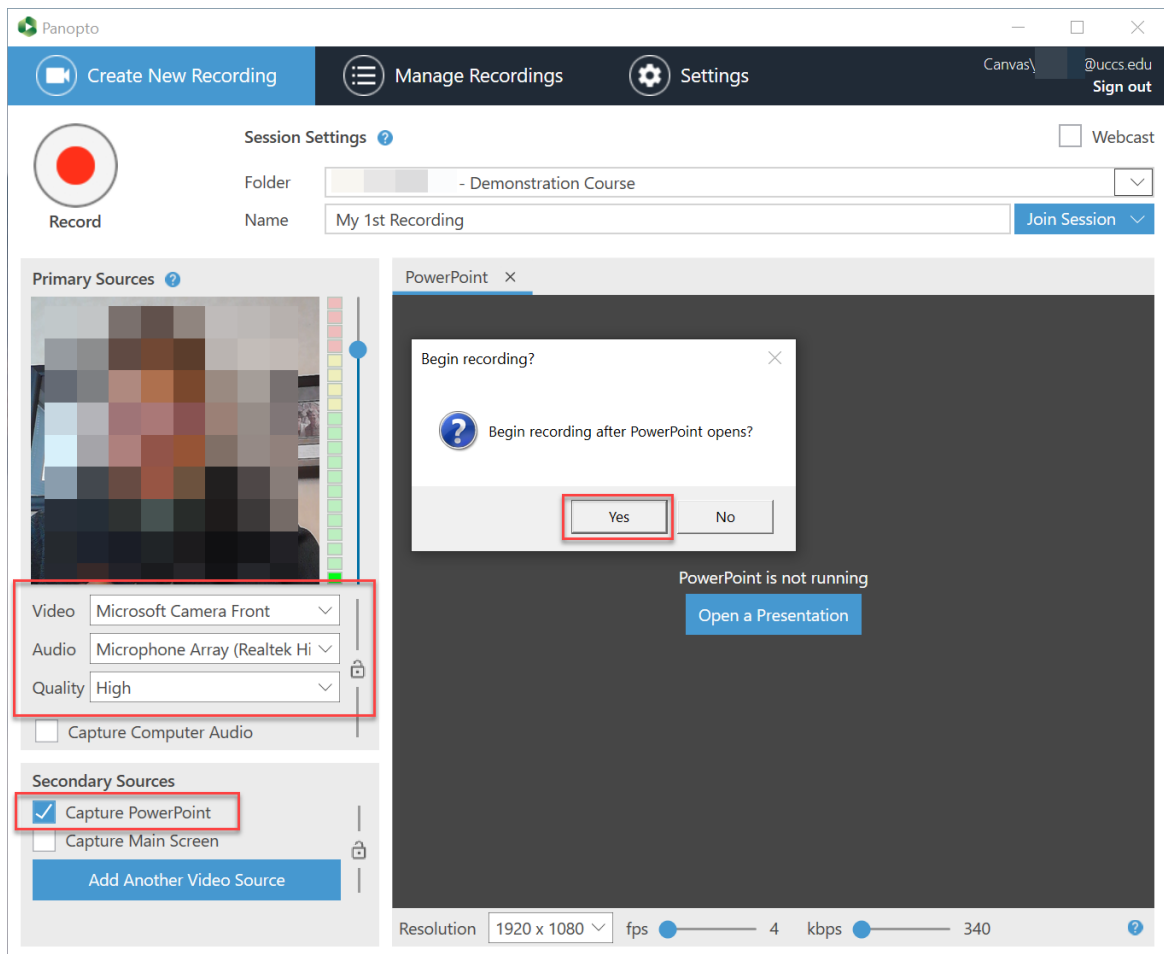 Panopto
Create New Recording
Manage Recordings
Settings
Canvas\ @uccs.edu
Sign out
Session Settings ?
Webcast
Folder
- Demonstration Course
Record
Name
My 1st Recording
Join Session
Primary Sources ?
PowerPoint
Begin recording?
? Begin recording after PowerPoint opens?
Yes
No
PowerPoint is not running
Open a Presentation
Video
Microsoft Camera Front
Audio
Microphone Array (Realtek Hi
Quality
High
Capture Computer Audio
Secondary Sources
Capture PowerPoint
Capture Main Screen
Add Another Video Source
Resolution 1920 x 1080 fps 4 kbps 340 ?